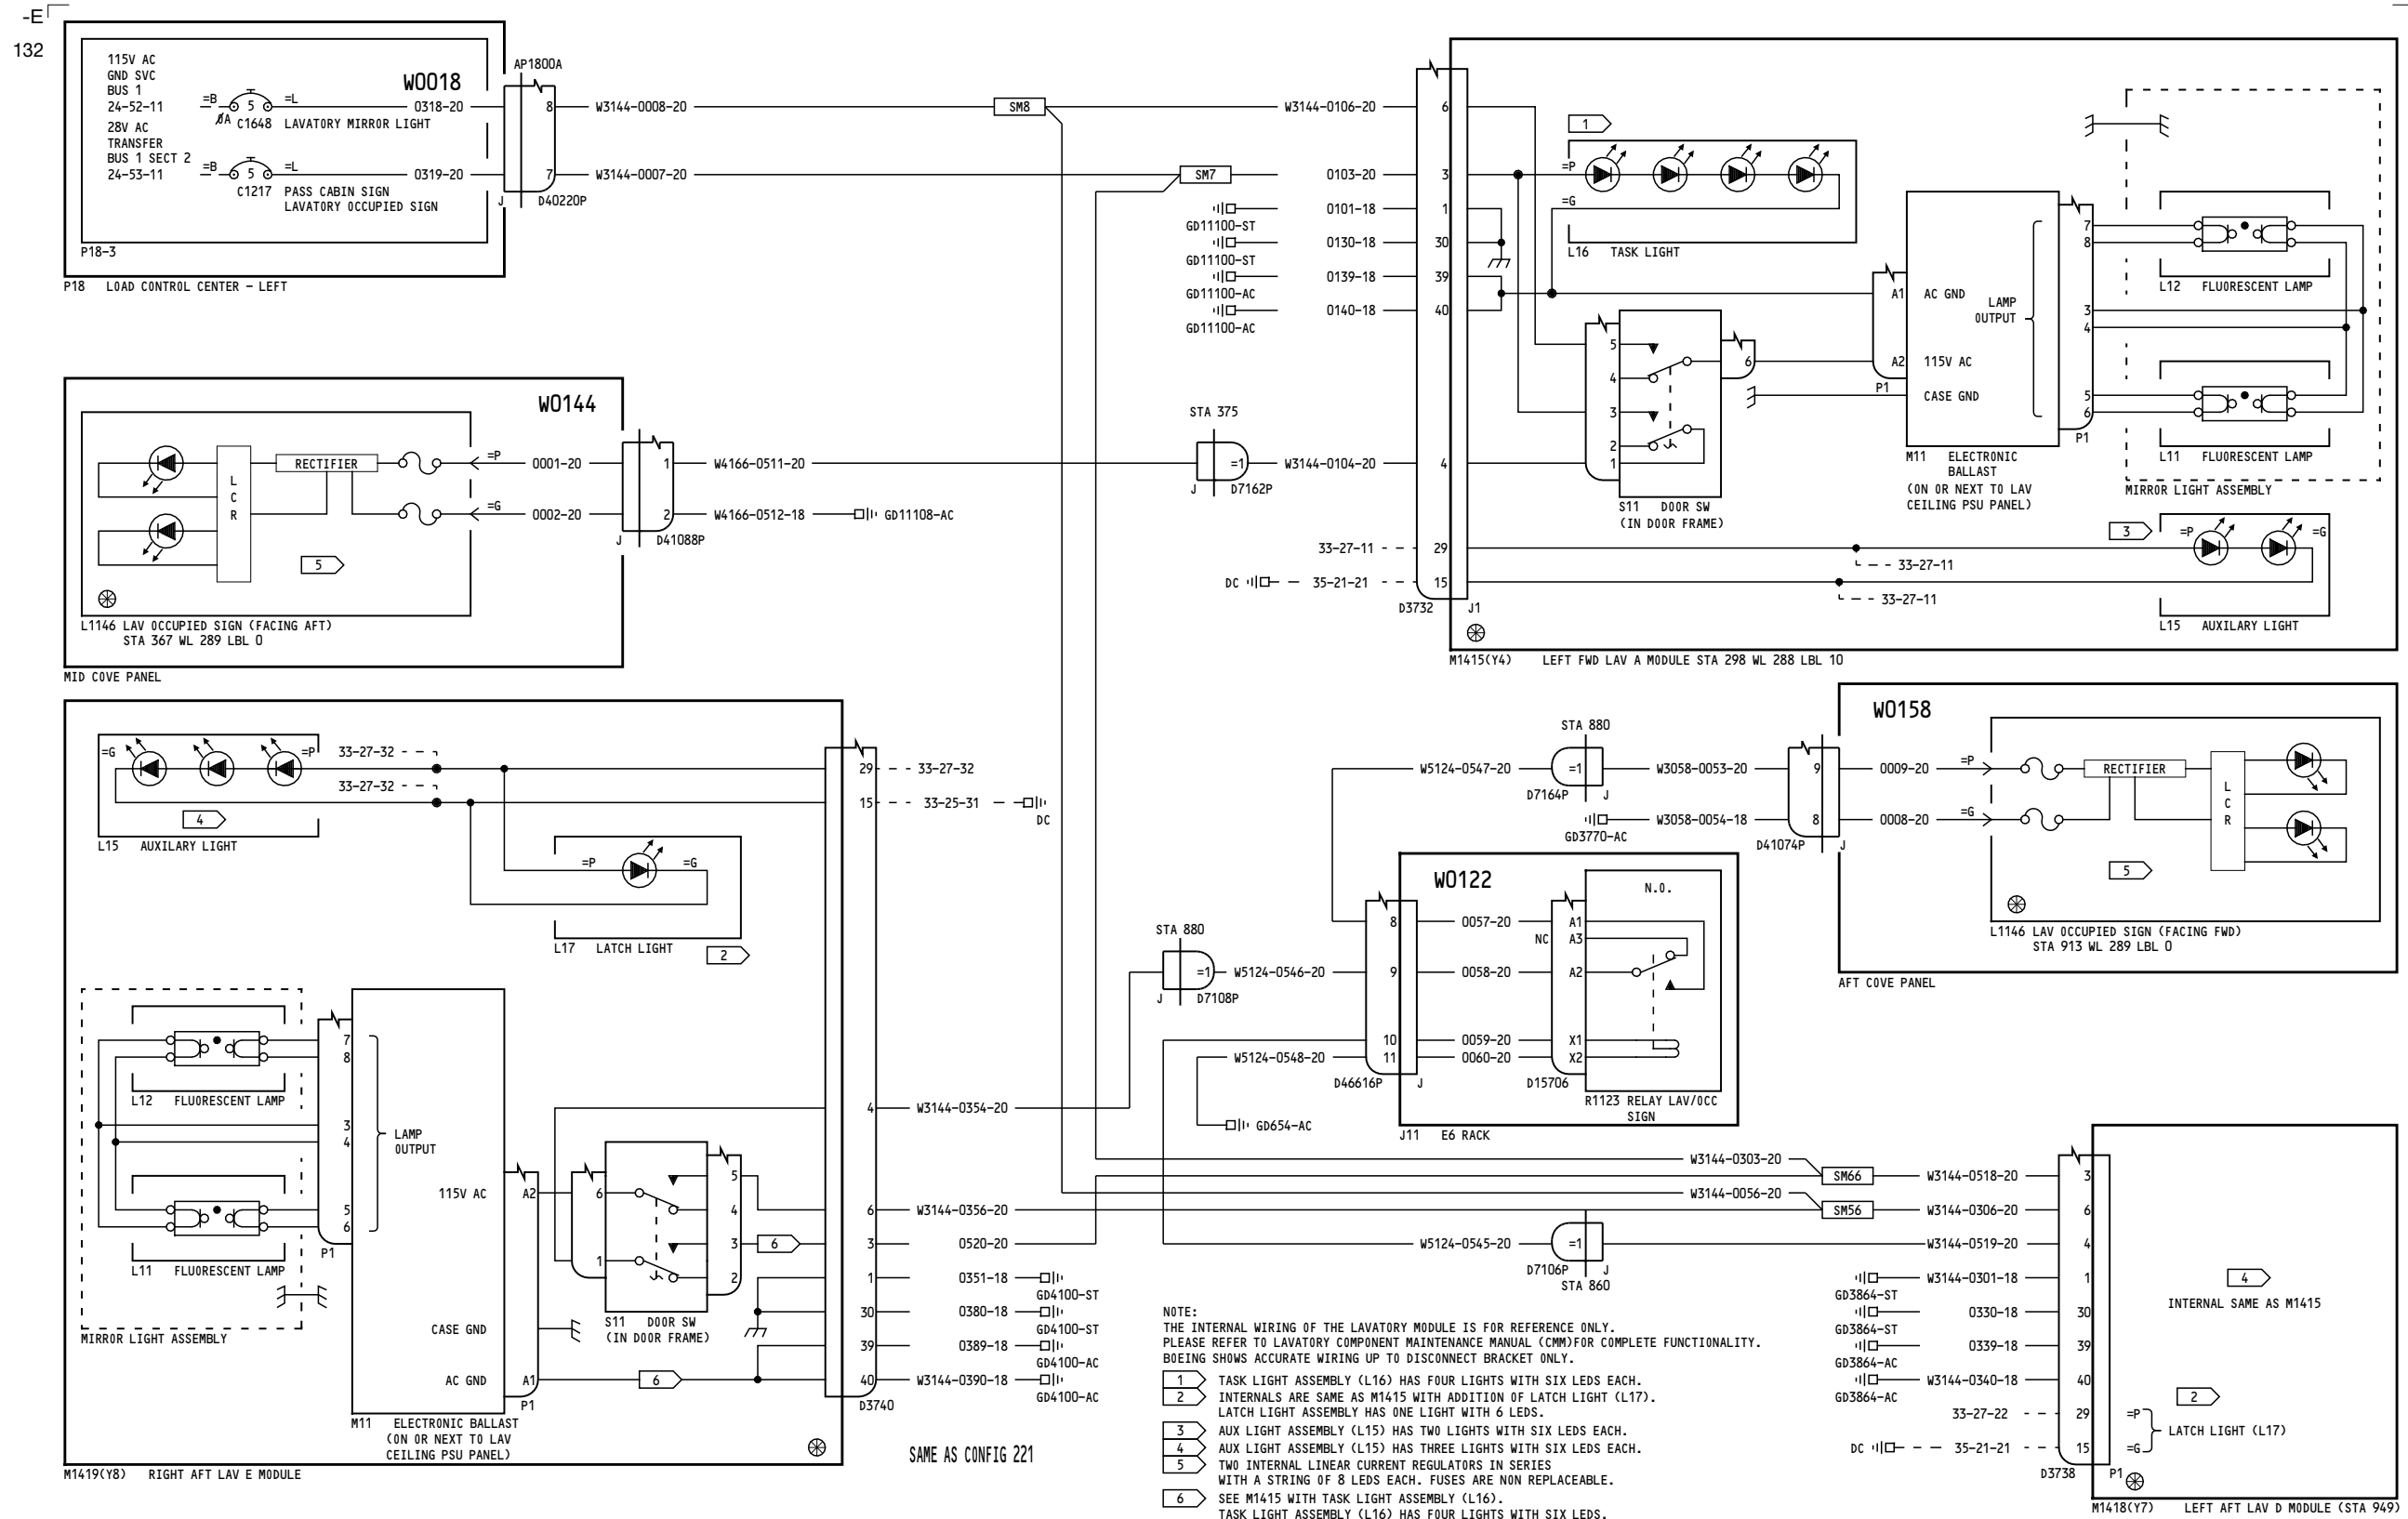 -E
132
115V AC
GND SVC
BUS 1
24-52-11
=B
5
=L
0A C1648 LAVATORY MIRROR LIGHT
28V AC
TRANSFER
BUS 1 SECT 2
24-53-11
=B
5
=L
C1217 PASS CABIN SIGN
LAVATORY OCCUPIED SIGN
W0018
0318-20
0319-20
P18-3
P18 LOAD CONTROL CENTER - LEFT
AP1800A
8
7
J D40220P
W3144-0008-20
W3144-0007-20
SM8
SM7
W3144-0106-20
0103-20
0101-18
GD11100-ST
0130-18
GD11100-ST
0139-18
GD11100-AC
0140-18
GD11100-AC
6
3
1
30
39
40
4
29
15
D3732 J1
1
=P
=G
L16 TASK LIGHT
5
4
3
2
1
6
S11 DOOR SW
(IN DOOR FRAME)
A1
A2
P1
AC GND
LAMP
OUTPUT
115V AC
CASE GND
M11 ELECTRONIC
BALLAST
(ON OR NEXT TO LAV
CEILING PSU PANEL)
7
8
3
4
5
6
P1
L12 FLUORESCENT LAMP
L11 FLUORESCENT LAMP
MIRROR LIGHT ASSEMBLY
3
=P
=G
L15 AUXILARY LIGHT
33-27-11
33-27-11
33-27-11
DC
35-21-21
M1415(Y4) LEFT FWD LAV A MODULE STA 298 WL 288 LBL 10
W0144
L
C
R
RECTIFIER
=P
=G
0001-20
0002-20
5
L1146 LAV OCCUPIED SIGN (FACING AFT)
STA 367 WL 289 LBL 0
MID COVE PANEL
1
2
J D41088P
W4166-0511-20
W4166-0512-18
GD11108-AC
STA 375
=1
J D7162P
W3144-0104-20
=G
=P
33-27-32
33-27-32
4
L15 AUXILARY LIGHT
=P
=G
L17 LATCH LIGHT
2
29
33-27-32
15
33-25-31
DC
L12 FLUORESCENT LAMP
L11 FLUORESCENT LAMP
MIRROR LIGHT ASSEMBLY
7
8
3
4
5
6
P1
LAMP
OUTPUT
115V AC
CASE GND
AC GND
A2
A1
P1
M11 ELECTRONIC BALLAST
(ON OR NEXT TO LAV
CEILING PSU PANEL)
6
1
5
4
3
2
S11 DOOR SW
(IN DOOR FRAME)
6
6
4
6
3
1
30
39
40
D3740
W3144-0354-20
W3144-0356-20
0520-20
0351-18
GD4100-ST
0380-18
GD4100-ST
0389-18
GD4100-AC
W3144-0390-18
GD4100-AC
M1419(Y8) RIGHT AFT LAV E MODULE
SAME AS CONFIG 221
STA 880
=1
D7164P J
W5124-0547-20
W3058-0053-20
GD3770-AC
W3058-0054-18
9
8
D41074P J
W0158
0009-20
0008-20
=P
=G
RECTIFIER
L
C
R
5
L1146 LAV OCCUPIED SIGN (FACING FWD)
STA 913 WL 289 LBL 0
AFT COVE PANEL
STA 880
=1
J D7108P
W5124-0546-20
W5124-0548-20
GD654-AC
8
9
10
11
D46616P J
W0122
0057-20
0058-20
0059-20
0060-20
NC
A1
A3
A2
X1
X2
D15706
N.O.
R1123 RELAY LAV/OCC
SIGN
J11 E6 RACK
W3144-0303-20
W3144-0056-20
SM66
SM56
W5124-0545-20
=1
D7106P J
STA 860
W3144-0518-20
W3144-0306-20
W3144-0519-20
W3144-0301-18
GD3864-ST
0330-18
GD3864-ST
0339-18
GD3864-AC
W3144-0340-18
GD3864-AC
33-27-22
DC
35-21-21
3
6
4
1
30
39
40
29
15
D3738 P1
4
INTERNAL SAME AS M1415
2
=P
LATCH LIGHT (L17)
=G
M1418(Y7) LEFT AFT LAV D MODULE (STA 949)
NOTE:
THE INTERNAL WIRING OF THE LAVATORY MODULE IS FOR REFERENCE ONLY.
PLEASE REFER TO LAVATORY COMPONENT MAINTENANCE MANUAL (CMM)FOR COMPLETE FUNCTIONALITY.
BOEING SHOWS ACCURATE WIRING UP TO DISCONNECT BRACKET ONLY.
1 TASK LIGHT ASSEMBLY (L16) HAS FOUR LIGHTS WITH SIX LEDS EACH.
2 INTERNALS ARE SAME AS M1415 WITH ADDITION OF LATCH LIGHT (L17).
LATCH LIGHT ASSEMBLY HAS ONE LIGHT WITH 6 LEDS.
3 AUX LIGHT ASSEMBLY (L15) HAS TWO LIGHTS WITH SIX LEDS EACH.
4 AUX LIGHT ASSEMBLY (L15) HAS THREE LIGHTS WITH SIX LEDS EACH.
5 TWO INTERNAL LINEAR CURRENT REGULATORS IN SERIES
WITH A STRING OF 8 LEDS EACH. FUSES ARE NON REPLACEABLE.
6 SEE M1415 WITH TASK LIGHT ASSEMBLY (L16).
TASK LIGHT ASSEMBLY (L16) HAS FOUR LIGHTS WITH SIX LEDS.